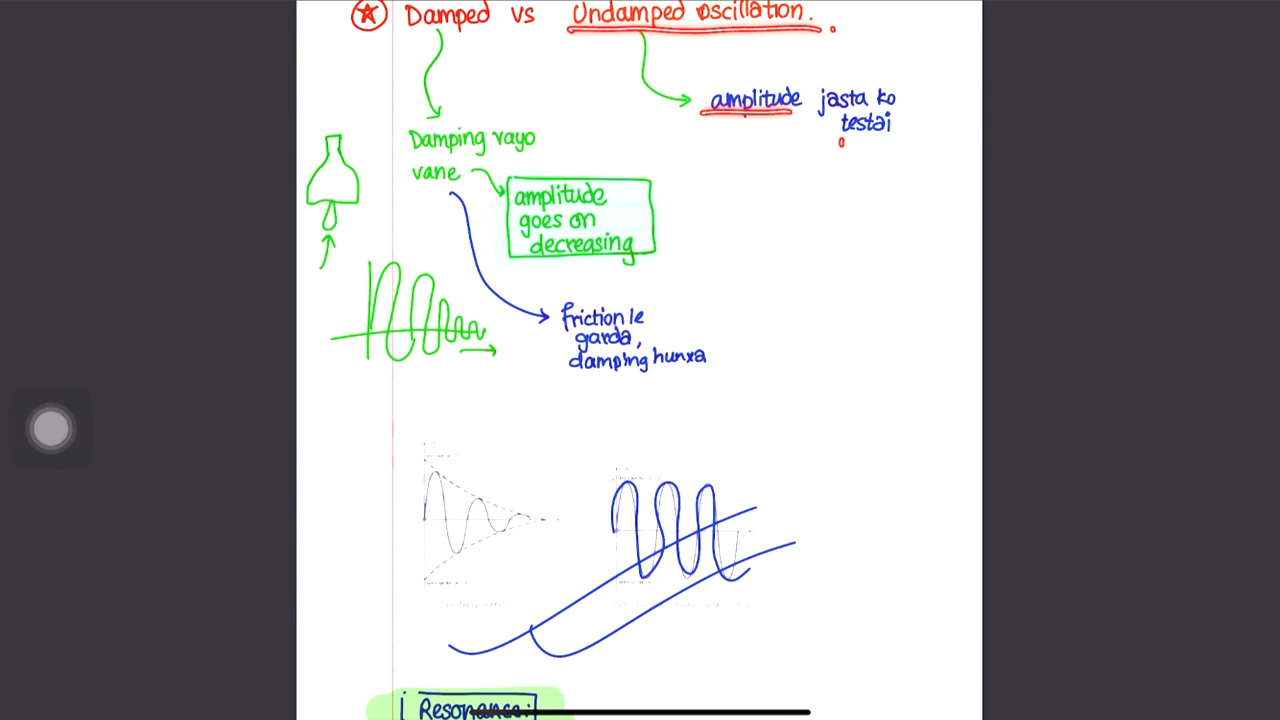 Damped vs Undamped oscillation.
amplitude jasta ko
testai
Damping vayo
vane
amplitude
goes on
decreasing
friction le
garda,
damping hunxa
Resonance: